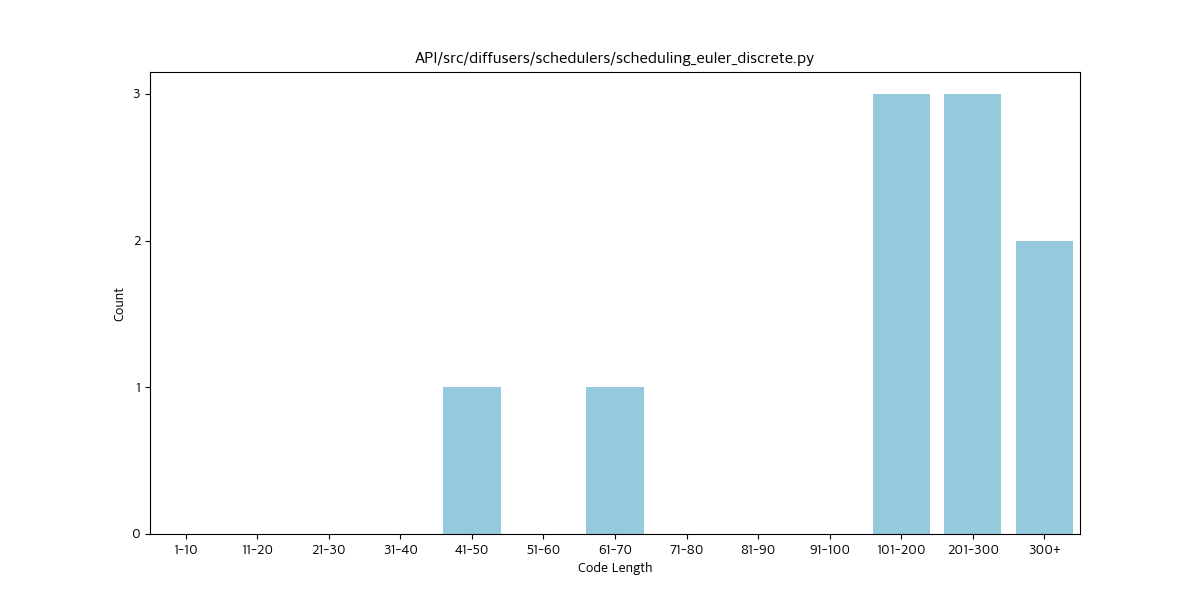 API/src/diffusers/schedulers/scheduling_euler_discrete.py
3
2
1
0
Count
1-10 11-20 21-30 31-40 41-50 51-60 61-70 71-80 81-90 91-100 101-200 201-300 300+
Code Length